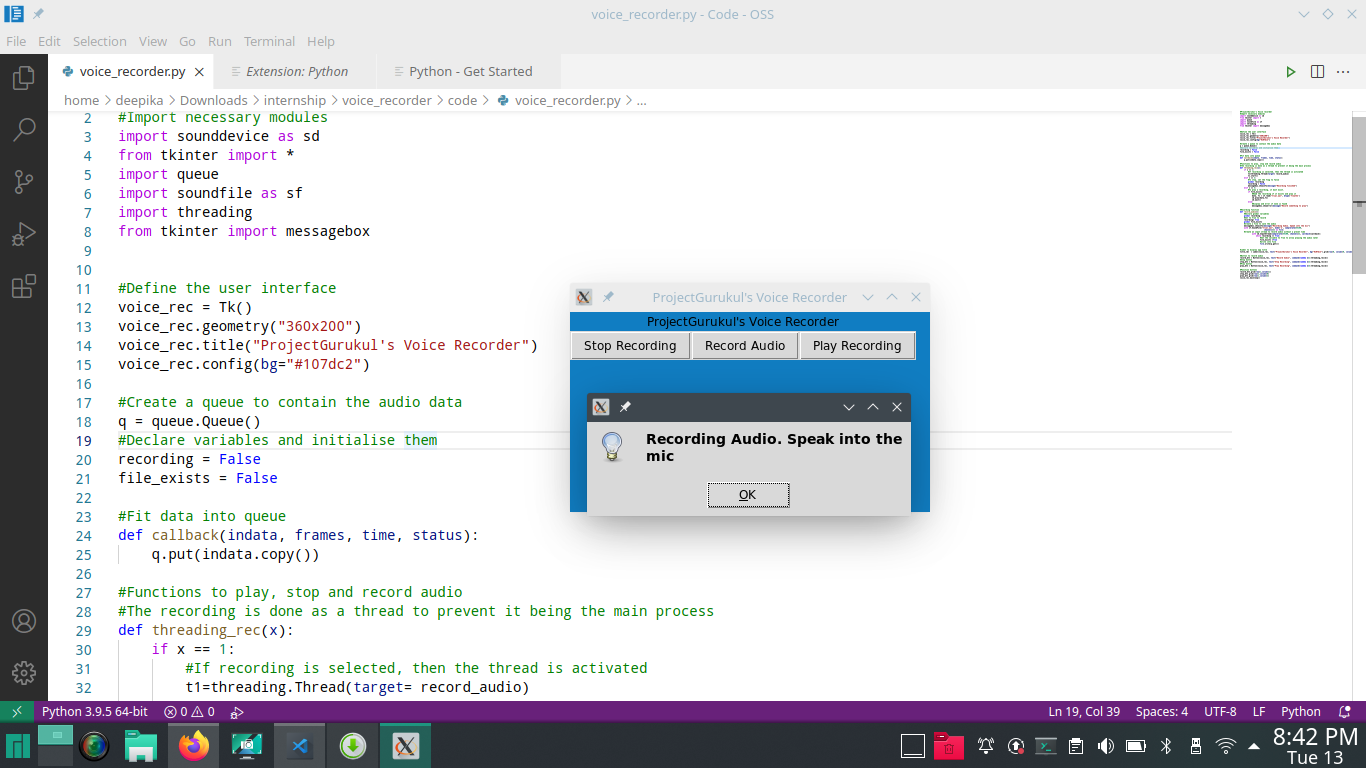 voice_recorder.py - Code - OSS
File Edit Selection View Go Run Terminal Help
voice_recorder.py Extension: Python Python - Get Started
home > deepika > Downloads > internship > voice_recorder > code > voice_recorder.py > ...
2 #Import necessary modules
3 import sounddevice as sd
4 from tkinter import *
5 import queue
6 import soundfile as sf
7 import threading
8 from tkinter import messagebox
9
10
11 #Define the user interface
12 voice_rec = Tk()
13 voice_rec.geometry("360x200")
14 voice_rec.title("ProjectGurukul's Voice Recorder")
15 voice_rec.config(bg="#107dc2")
16
17 #Create a queue to contain the audio data
18 q = queue.Queue()
19 #Declare variables and initialise them
20 recording = False
21 file_exists = False
22
23 #Fit data into queue
24 def callback(indata, frames, time, status):
25     q.put(indata.copy())
26
27 #Functions to play, stop and record audio
28 #The recording is done as a thread to prevent it being the main process
29 def threading_rec(x):
30     if x == 1:
31         #If recording is selected, then the thread is activated
32         t1=threading.Thread(target= record_audio)
ProjectGurukul's Voice Recorder
ProjectGurukul's Voice Recorder
Stop Recording Record Audio Play Recording
Recording Audio. Speak into the
mic
OK
Python 3.9.5 64-bit 0 0 Ln 19, Col 39 Spaces: 4 UTF-8 LF Python
8:42 PM
Tue 13